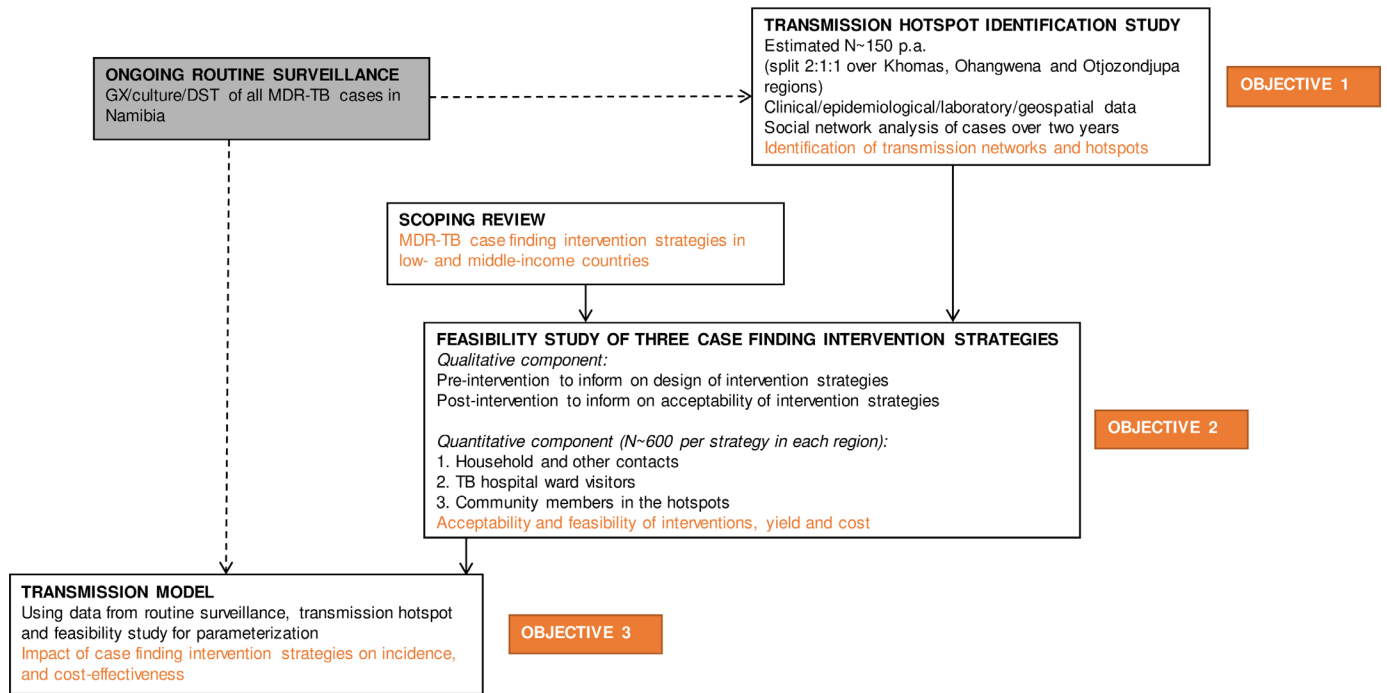 TRANSMISSION HOTSPOT IDENTIFICATION STUDY
Estimated N~150 p.a.
(split 2:1:1 over Khomas, Ohangwena and Otjozondjupa
regions)
Clinical/epidemiological/laboratory/geospatial data
Social network analysis of cases over two years
Identification of transmission networks and hotspots
OBJECTIVE 1
ONGOING ROUTINE SURVEILLANCE
GX/culture/DST of all MDR-TB cases in
Namibia
SCOPING REVIEW
MDR-TB case finding intervention strategies in
low- and middle-income countries
FEASIBILITY STUDY OF THREE CASE FINDING INTERVENTION STRATEGIES
Qualitative component:
Pre-intervention to inform on design of intervention strategies
Post-intervention to inform on acceptability of intervention strategies
Quantitative component (N~600 per strategy in each region):
1. Household and other contacts
2. TB hospital ward visitors
3. Community members in the hotspots
Acceptability and feasibility of interventions, yield and cost
OBJECTIVE 2
TRANSMISSION MODEL
Using data from routine surveillance, transmission hotspot
and feasibility study for parameterization
Impact of case finding intervention strategies on incidence,
and cost-effectiveness
OBJECTIVE 3